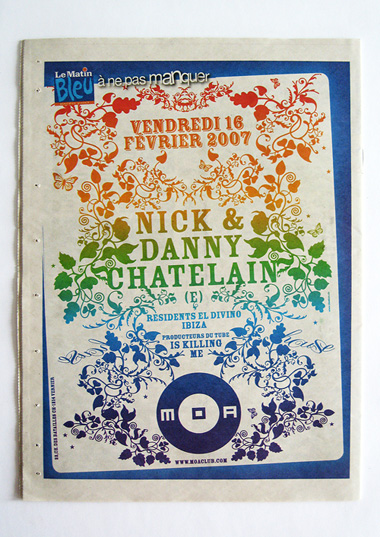 Le Matin
Bleu
à ne pas manquer
VENDREDI 16
FÉVRIER 2007
NICK &
DANNY
CHATELAIN
(E)
RESIDENTS EL DIVINO
IBIZA
PRODUCTEURS DU TUBE
IS KILLING
ME
MOA
WWW.MOACLUB.COM